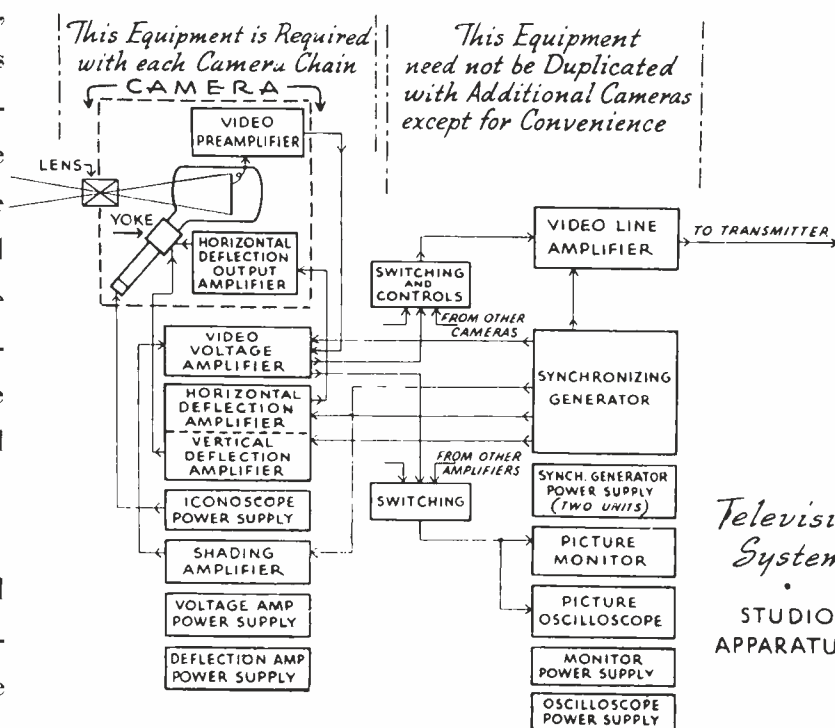 This Equipment is Required
with each Camera Chain
This Equipment
need not be Duplicated
with Additional Cameras
except for Convenience
CAMERA
VIDEO
PREAMPLIFIER
LENS
YOKE
HORIZONTAL
DEFLECTION
OUTPUT
AMPLIFIER
VIDEO LINE
AMPLIFIER
TO TRANSMITTER
SWITCHING
AND
CONTROLS
FROM OTHER
CAMERAS
VIDEO
VOLTAGE
AMPLIFIER
SYNCHRONIZING
GENERATOR
HORIZONTAL
DEFLECTION
AMPLIFIER
VERTICAL
DEFLECTION
AMPLIFIER
FROM OTHER
AMPLIFIERS
SWITCHING
SYNCH. GENERATOR
POWER SUPPLY
(TWO UNITS)
ICONOSCOPE
POWER SUPPLY
SHADING
AMPLIFIER
PICTURE
MONITOR
VOLTAGE AMP
POWER SUPPLY
PICTURE
OSCILLOSCOPE
DEFLECTION AMP
POWER SUPPLY
MONITOR
POWER SUPPLY
OSCILLOSCOPE
POWER SUPPLY
Televisi
System
•
STUDIO
APPARATU